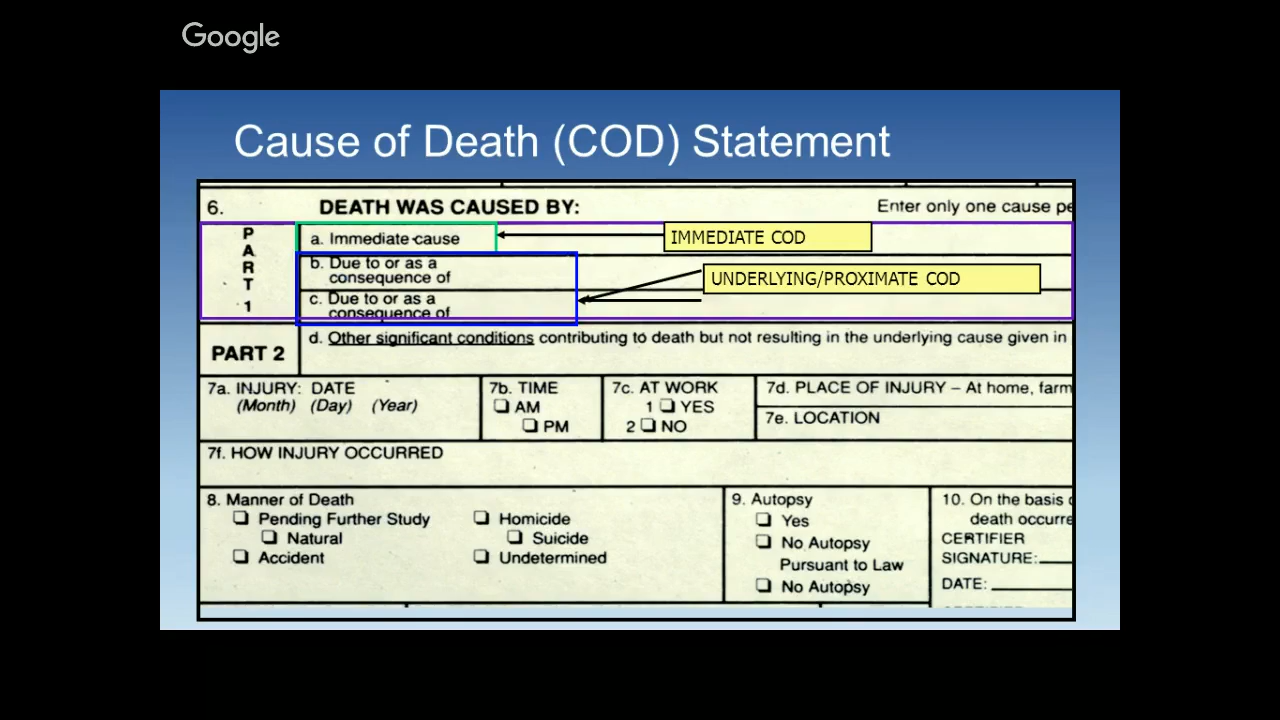 Google
Cause of Death (COD) Statement
6. DEATH WAS CAUSED BY: Enter only one cause pe
PART 1
a. Immediate cause
IMMEDIATE COD
b. Due to or as a
consequence of
UNDERLYING/PROXIMATE COD
c. Due to or as a
consequence of
PART 2
d. Other significant conditions contributing to death but not resulting in the underlying cause given in
7a. INJURY: DATE
(Month) (Day) (Year)
7b. TIME
AM
PM
7c. AT WORK
1 YES
2 NO
7d. PLACE OF INJURY – At home, farm
7e. LOCATION
7f. HOW INJURY OCCURRED
8. Manner of Death
Pending Further Study
Natural
Accident
Homicide
Suicide
Undetermined
9. Autopsy
Yes
No Autopsy
Pursuant to Law
No Autopsy
10. On the basis
death occurre
CERTIFIER
SIGNATURE:
DATE: